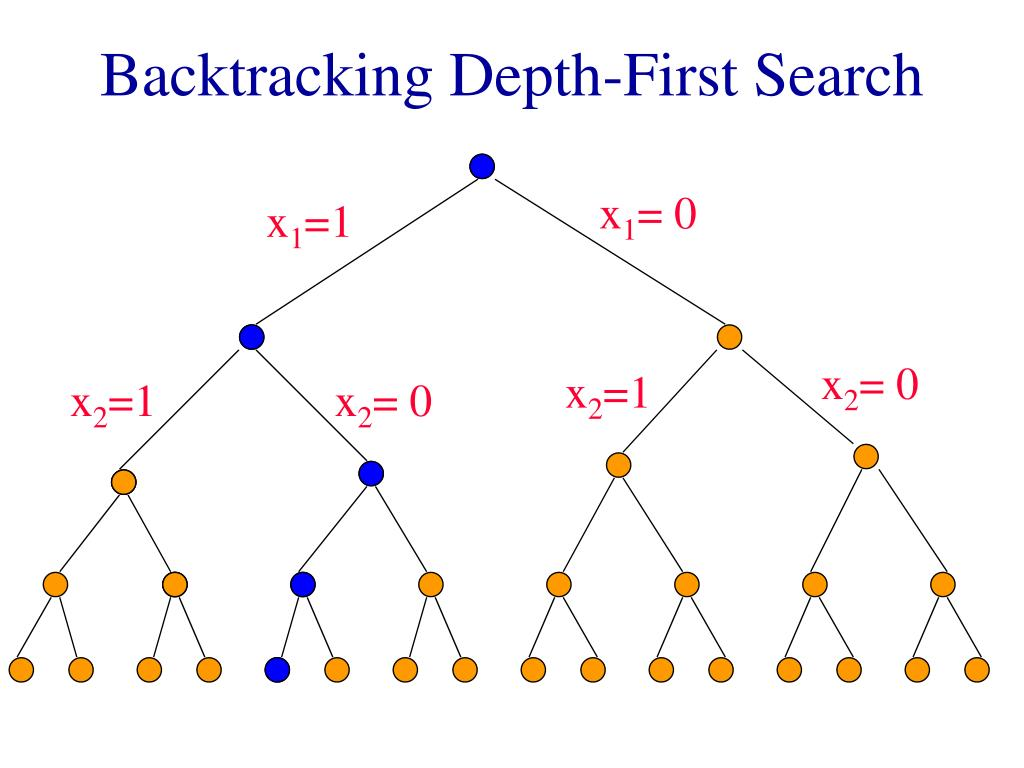 Backtracking Depth-First Search
x₁=1
x₁= 0
x₂=1
x₂= 0
x₂=1
x₂= 0